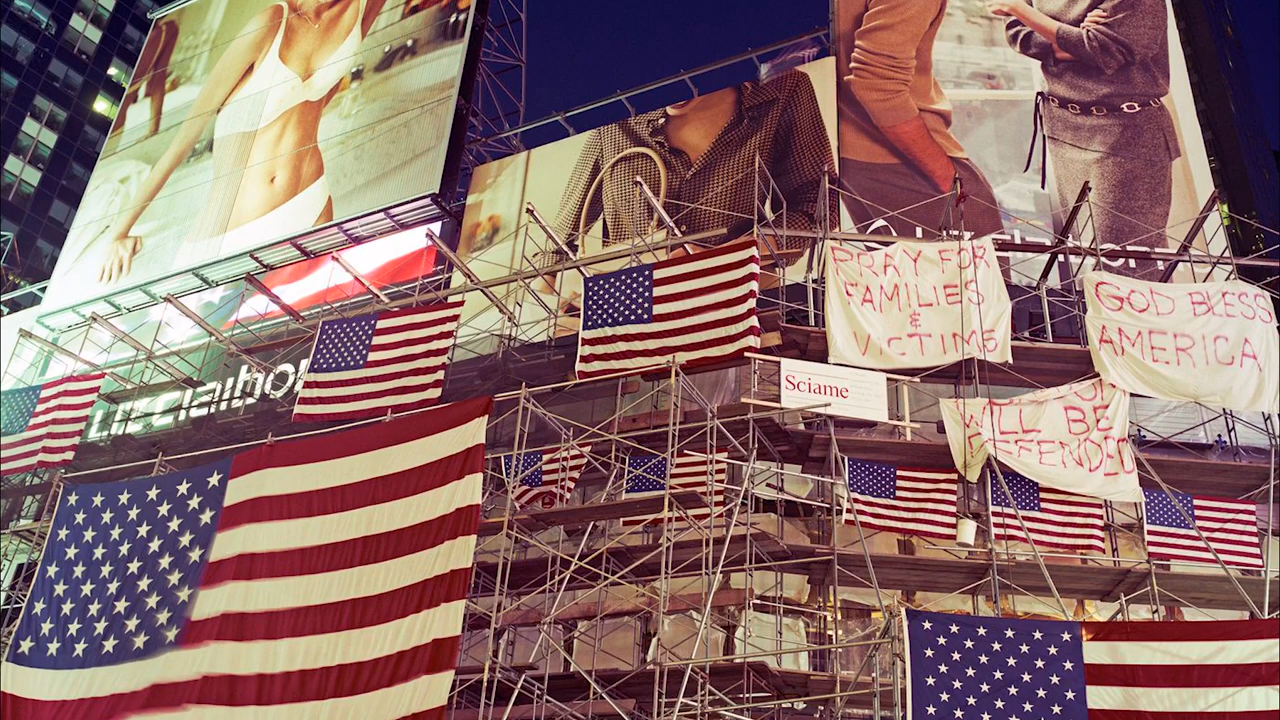 PRAY FOR
FAMILIES
&
VICTIMS
GOD BLESS
AMERICA
Sciame
WILL BE
DEFENDED